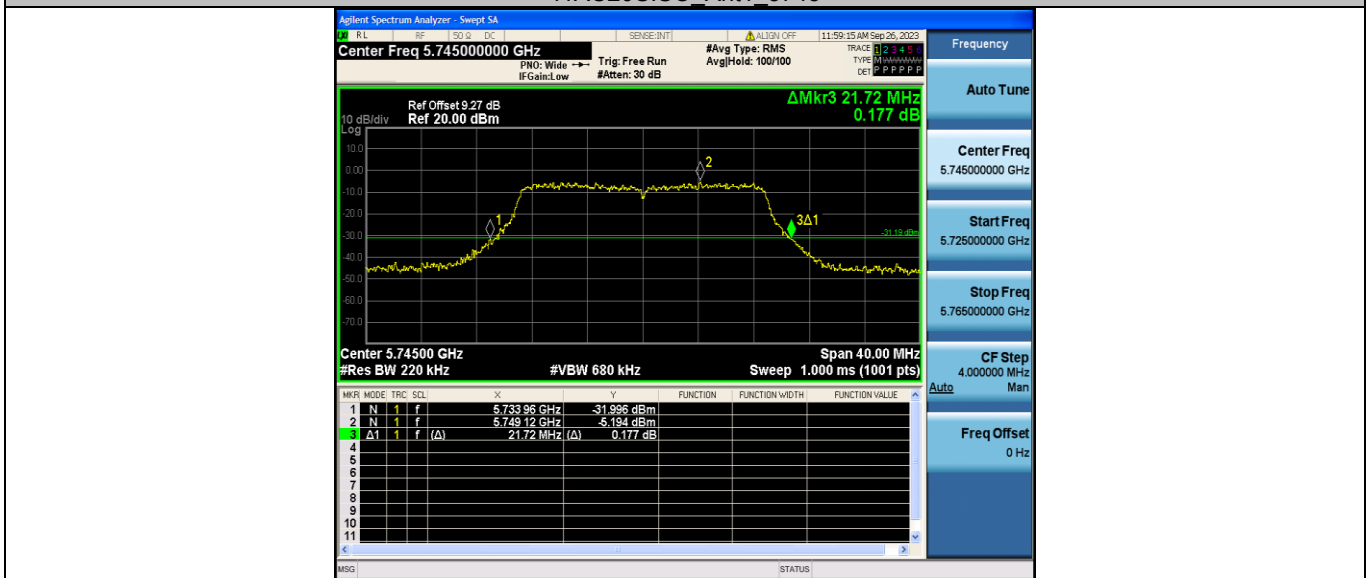 Agilent Spectrum Analyzer - Swept SA
RL RF 50 Ω DC SENSE:INT ALIGN OFF 11:59:15 AM Sep 26, 2023
Center Freq 5.745000000 GHz
PNO: Wide
IFGain:Low
Trig: Free Run
#Atten: 30 dB
#Avg Type: RMS
Avg|Hold: 100/100
TRACE 1 2 3 4 5 6
TYPE M
DET P P P P P P
Frequency
Auto Tune
Center Freq
5.745000000 GHz
Start Freq
5.725000000 GHz
Stop Freq
5.765000000 GHz
CF Step
4.000000 MHz
Auto Man
Freq Offset
0 Hz
ΔMkr3 21.72 MHz
0.177 dB
Ref Offset 9.27 dB
10 dB/div Ref 20.00 dBm
Log
10.0
0.00
-10.0
-20.0
-30.0
-40.0
-50.0
-60.0
-70.0
1
2
3Δ1
-31.19 dBm
Center 5.74500 GHz Span 40.00 MHz
#Res BW 220 kHz #VBW 680 kHz Sweep 1.000 ms (1001 pts)
MKR MODE TRC SCL X Y FUNCTION FUNCTION WIDTH FUNCTION VALUE
1 N 1 f 5.733 96 GHz -31.996 dBm
2 N 1 f 5.749 12 GHz -5.194 dBm
3 Δ1 1 f (Δ) 21.72 MHz (Δ) 0.177 dB
4
5
6
7
8
9
10
11
MSG STATUS